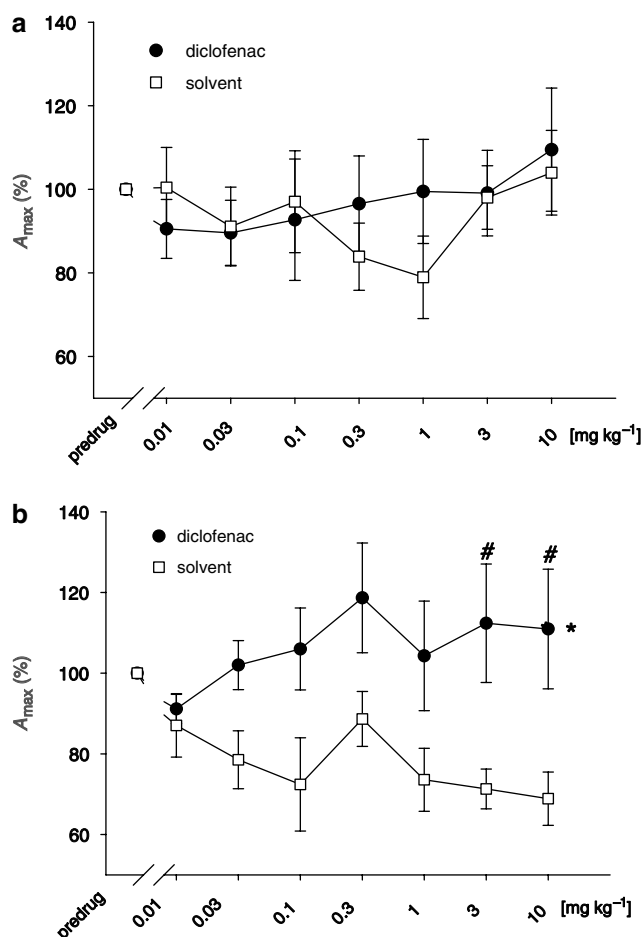 a
140
120
100
80
60
A max (%)
diclofenac
solvent
predrug
0.01
0.03
0.1
0.3
1
3
10
[mg kg⁻¹]
b
140
120
100
80
60
A max (%)
diclofenac
solvent
# #
*
predrug
0.01
0.03
0.1
0.3
1
3
10
[mg kg⁻¹]